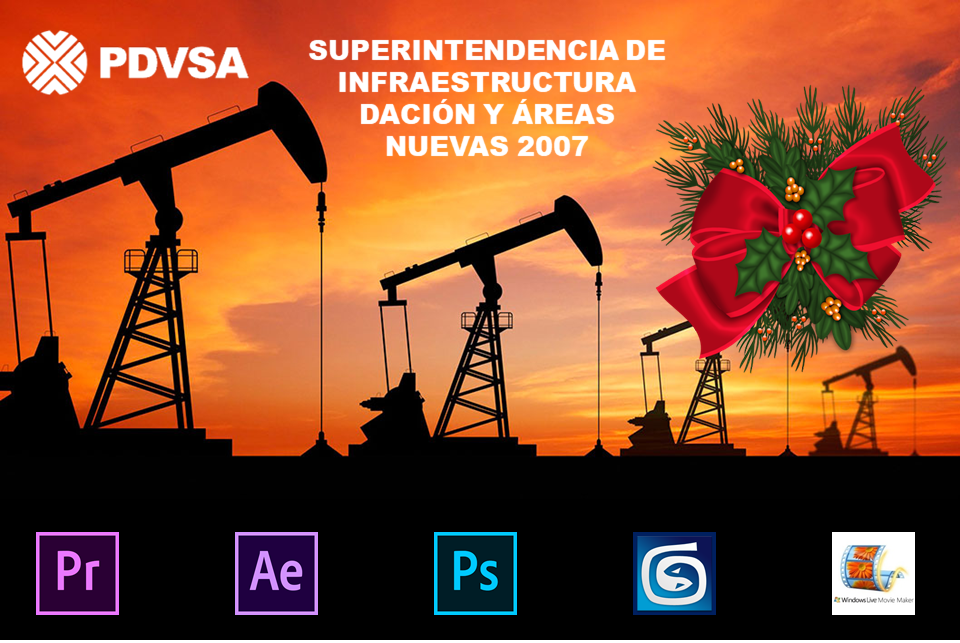 PDVSA
SUPERINTENDENCIA DE
INFRAESTRUCTURA
DACIÓN Y ÁREAS
NUEVAS 2007
Pr
Ae
Ps
Windows Live Movie Maker